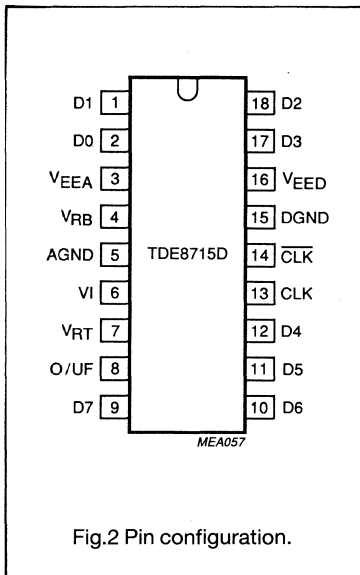 D1 1 18 D2
D0 2 17 D3
VEEA 3 16 VEED
VRB 4 15 DGND
AGND 5 TDE8715D 14 CLK
VI 6 13 CLK
VRT 7 12 D4
O/UF 8 11 D5
D7 9 10 D6
MEA057
Fig.2 Pin configuration.